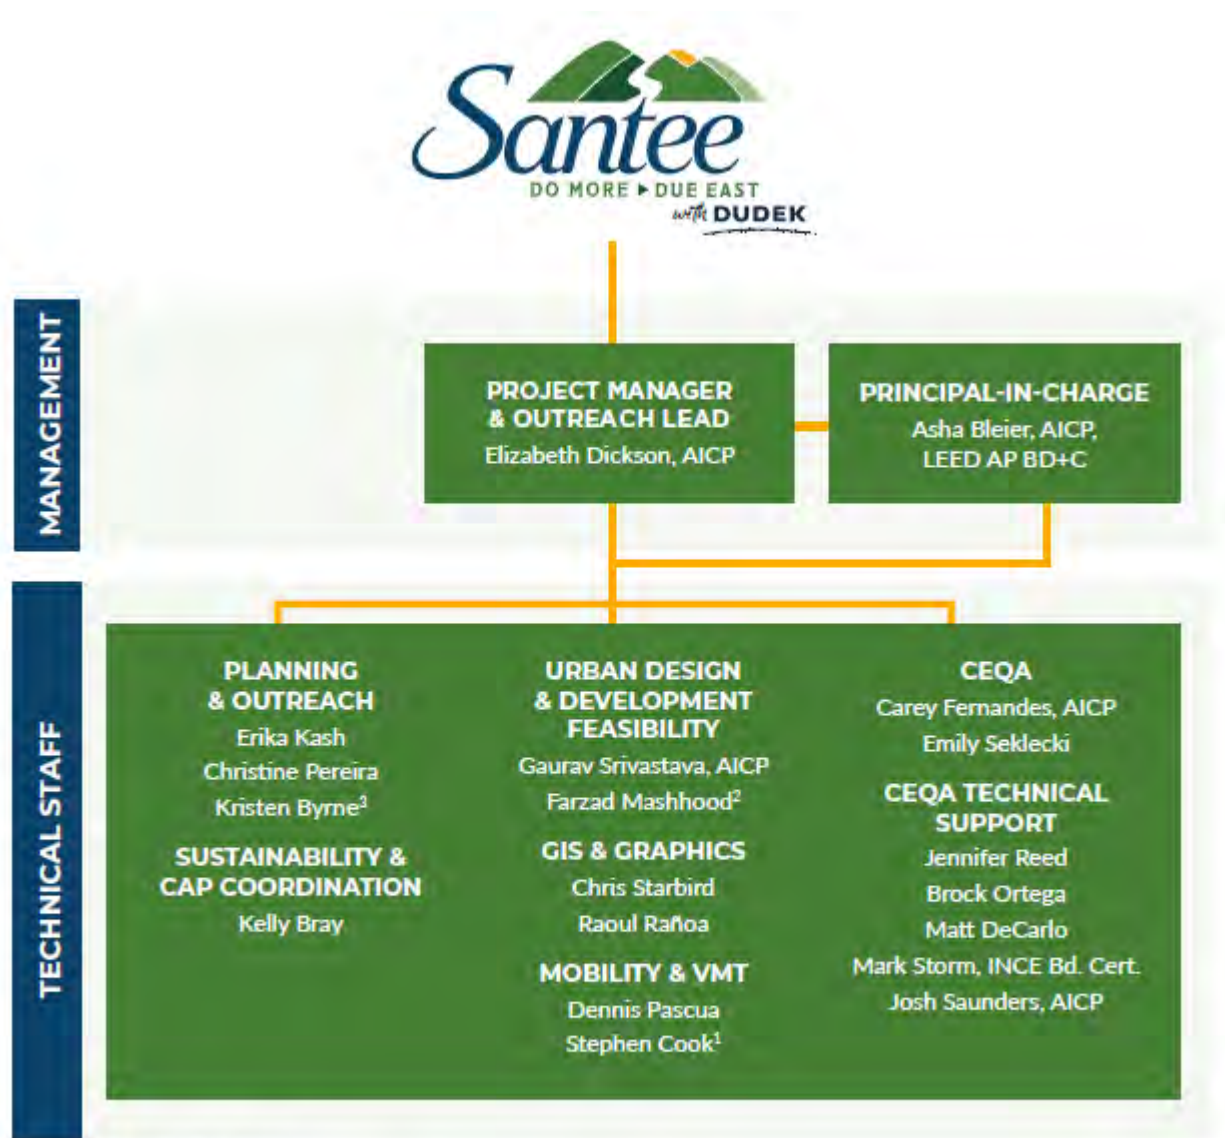 Santee
DO MORE ▶ DUE EAST
with DUDEK
MANAGEMENT
PROJECT MANAGER
& OUTREACH LEAD
Elizabeth Dickson, AICP
PRINCIPAL-IN-CHARGE
Asha Bleier, AICP,
LEED AP BD+C
TECHNICAL STAFF
PLANNING
& OUTREACH
Erika Kash
Christine Pereira
Kristen Byrne³
SUSTAINABILITY &
CAP COORDINATION
Kelly Bray
URBAN DESIGN
& DEVELOPMENT
FEASIBILITY
Gaurav Srivastava, AICP
Farzad Mashhood²
GIS & GRAPHICS
Chris Starbird
Raoul Rañoa
MOBILITY & VMT
Dennis Pascua
Stephen Cook¹
CEQA
Carey Fernandes, AICP
Emily Seklecki
CEQA TECHNICAL
SUPPORT
Jennifer Reed
Brock Ortega
Matt DeCarlo
Mark Storm, INCE Bd. Cert.
Josh Saunders, AICP